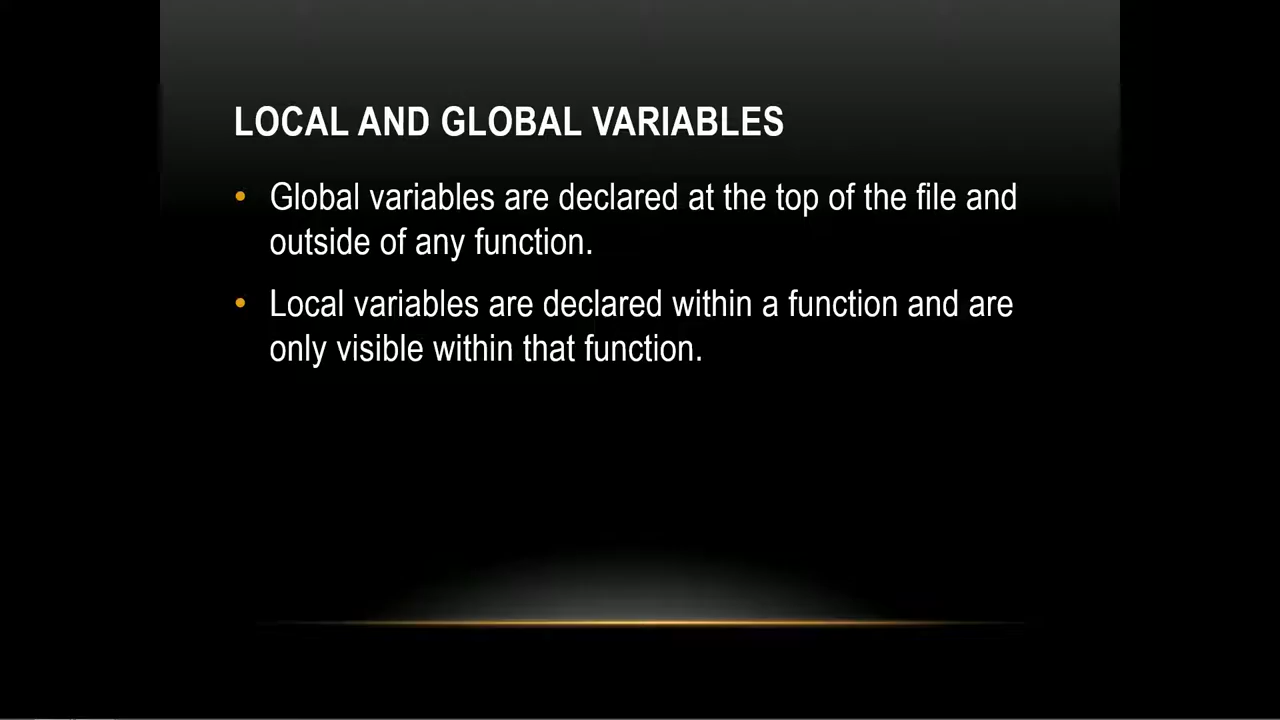 LOCAL AND GLOBAL VARIABLES
• Global variables are declared at the top of the file and
outside of any function.
• Local variables are declared within a function and are
only visible within that function.